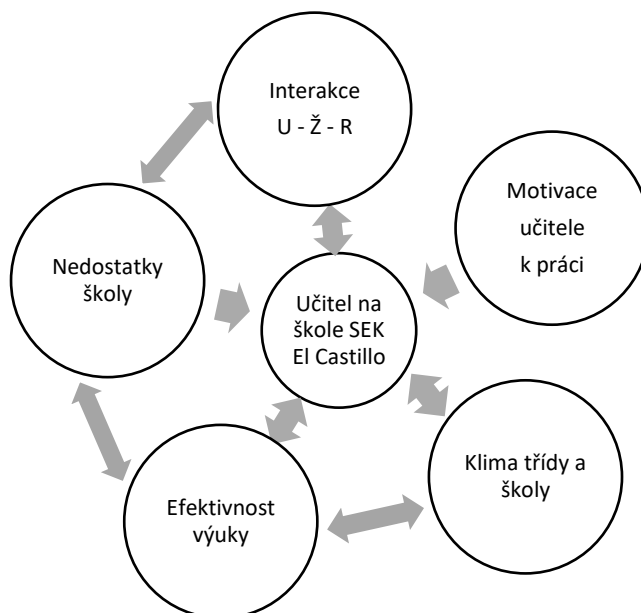 Interakce
U - Ž - R
Motivace
učitele
k práci
Nedostatky
školy
Učitel na
škole SEK
El Castillo
Klima třídy a
školy
Efektivnost
výuky